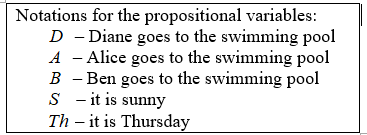 Notations for the propositional variables:
D – Diane goes to the swimming pool
A – Alice goes to the swimming pool
B – Ben goes to the swimming pool
S – it is sunny
Th – it is Thursday